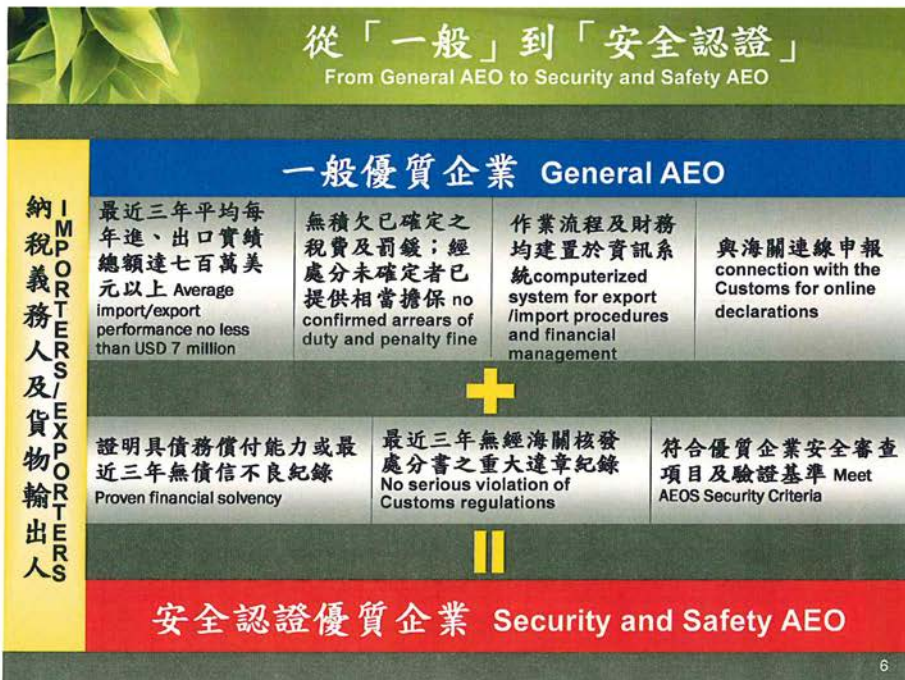 從「一般」到「安全認證」
From General AEO to Security and Safety AEO
一般優質企業 General AEO
納稅義務人及貨物輸出人
IMPORTERS/EXPORTERS
最近三年平均每
年進、出口實績
總額達七百萬美
元以上 Average
import/export
performance no less
than USD 7 million
無積欠已確定之
稅費及罰鍰；經
處分未確定者已
提供相當擔保 no
confirmed arrears of
duty and penalty fine
作業流程及財務
均建置於資訊系
統computerized
system for export
/import procedures
and financial
management
與海關連線申報
connection with the
Customs for online
declarations
+
證明具債務償付能力或最
近三年無債信不良紀錄
Proven financial solvency
最近三年無經海關核發
處分書之重大違章紀錄
No serious violation of
Customs regulations
符合優質企業安全審查
項目及驗證基準 Meet
AEOS Security Criteria
=
安全認證優質企業 Security and Safety AEO
6